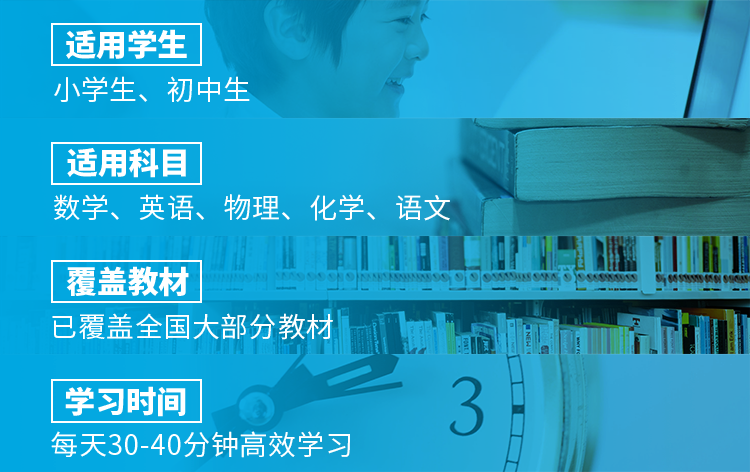 适用学生
小学生、初中生
适用科目
数学、英语、物理、化学、语文
覆盖教材
已覆盖全国大部分教材
学习时间
3
每天30-40分钟高效学习